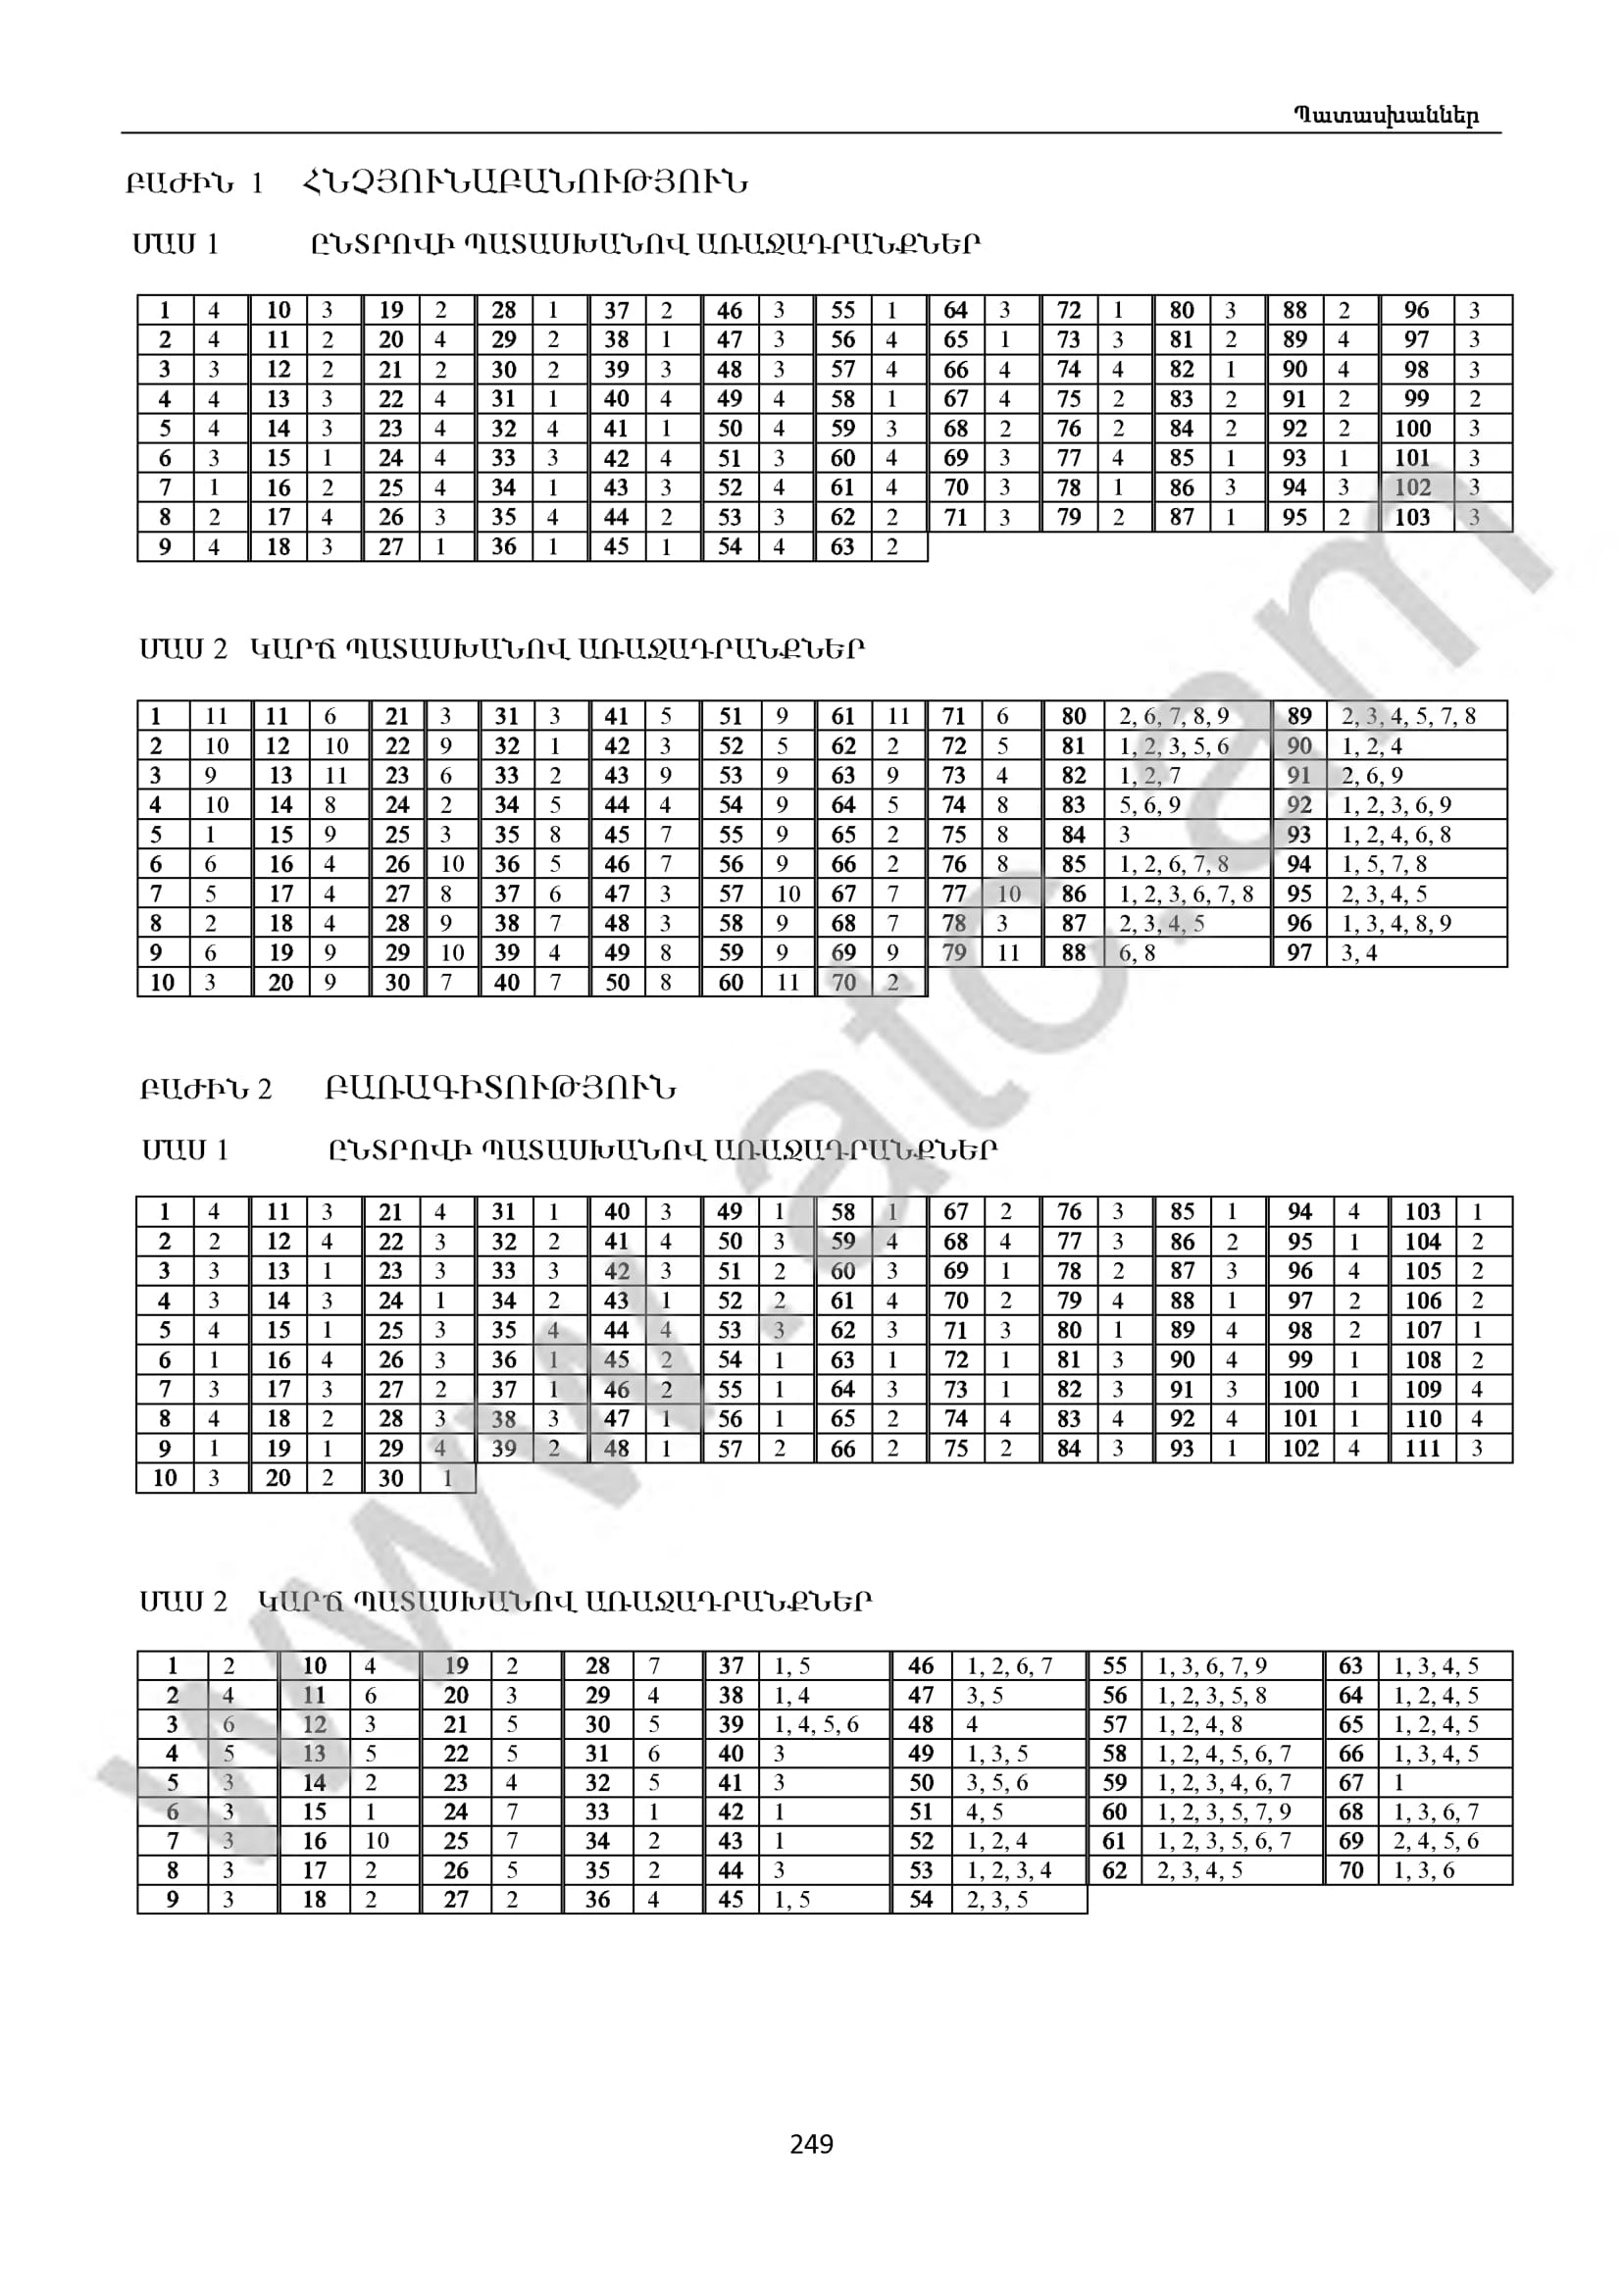 Պատասխաններ
ԲԱԺԻՆ 1 ՀՆՉՅՈՒՆԱԲԱՆՈՒԹՅՈՒՆ
ՄԱՍ 1 ԸՆՏՐՈՎԻ ՊԱՏԱՍԽԱՆՈՎ ԱՌԱՋԱԴՐԱՆՔՆԵՐ
1 4 10 3 19 2 28 1 37 2 46 3 55 1 64 3 72 1 80 3 88 2 96 3
2 4 11 2 20 4 29 2 38 1 47 3 56 4 65 1 73 3 81 2 89 4 97 3
3 3 12 2 21 2 30 2 39 3 48 3 57 4 66 4 74 4 82 1 90 4 98 3
4 4 13 3 22 4 31 1 40 4 49 4 58 1 67 4 75 2 83 2 91 2 99 2
5 4 14 3 23 4 32 4 41 1 50 4 59 3 68 2 76 2 84 2 92 2 100 3
6 3 15 1 24 4 33 3 42 4 51 3 60 4 69 3 77 4 85 1 93 1 101 3
7 1 16 2 25 4 34 1 43 3 52 4 61 4 70 3 78 1 86 3 94 3 102 3
8 2 17 4 26 3 35 4 44 2 53 3 62 2 71 3 79 2 87 1 95 2 103 3
9 4 18 3 27 1 36 1 45 1 54 4 63 2
ՄԱՍ 2 ԿԱՐՃ ՊԱՏԱՍԽԱՆՈՎ ԱՌԱՋԱԴՐԱՆՔՆԵՐ
1 11 11 6 21 3 31 3 41 5 51 9 61 11 71 6 80 2, 6, 7, 8, 9 89 2, 3, 4, 5, 7, 8
2 10 12 10 22 9 32 1 42 3 52 5 62 2 72 5 81 1, 2, 3, 5, 6 90 1, 2, 4
3 9 13 11 23 6 33 2 43 9 53 9 63 9 73 4 82 1, 2, 7 91 2, 6, 9
4 10 14 8 24 2 34 5 44 4 54 9 64 5 74 8 83 5, 6, 9 92 1, 2, 3, 6, 9
5 1 15 9 25 3 35 8 45 7 55 9 65 2 75 8 84 3 93 1, 2, 4, 6, 8
6 6 16 4 26 10 36 5 46 7 56 9 66 2 76 8 85 1, 2, 6, 7, 8 94 1, 5, 7, 8
7 5 17 4 27 8 37 6 47 3 57 10 67 7 77 10 86 1, 2, 3, 6, 7, 8 95 2, 3, 4, 5
8 2 18 4 28 9 38 7 48 3 58 9 68 7 78 3 87 2, 3, 4, 5 96 1, 3, 4, 8, 9
9 6 19 9 29 10 39 4 49 8 59 9 69 9 79 11 88 6, 8 97 3, 4
10 3 20 9 30 7 40 7 50 8 60 11 70 2
ԲԱԺԻՆ 2 ԲԱՌԱԳԻՏՈՒԹՅՈՒՆ
ՄԱՍ 1 ԸՆՏՐՈՎԻ ՊԱՏԱՍԽԱՆՈՎ ԱՌԱՋԱԴՐԱՆՔՆԵՐ
1 4 11 3 21 4 31 1 40 3 49 1 58 1 67 2 76 3 85 1 94 4 103 1
2 2 12 4 22 3 32 2 41 4 50 3 59 4 68 4 77 3 86 2 95 1 104 2
3 3 13 1 23 3 33 3 42 3 51 2 60 3 69 1 78 2 87 3 96 4 105 2
4 3 14 3 24 1 34 2 43 1 52 2 61 4 70 2 79 4 88 1 97 2 106 2
5 4 15 1 25 3 35 4 44 4 53 3 62 3 71 3 80 1 89 4 98 2 107 1
6 1 16 4 26 3 36 1 45 2 54 1 63 1 72 1 81 3 90 4 99 1 108 2
7 3 17 3 27 2 37 1 46 2 55 1 64 3 73 1 82 3 91 3 100 1 109 4
8 4 18 2 28 3 38 3 47 1 56 1 65 2 74 4 83 4 92 4 101 1 110 4
9 1 19 1 29 4 39 2 48 1 57 2 66 2 75 2 84 3 93 1 102 4 111 3
10 3 20 2 30 1
ՄԱՍ 2 ԿԱՐՃ ՊԱՏԱՍԽԱՆՈՎ ԱՌԱՋԱԴՐԱՆՔՆԵՐ
1 2 10 4 19 2 28 7 37 1, 5 46 1, 2, 6, 7 55 1, 3, 6, 7, 9 63 1, 3, 4, 5
2 4 11 6 20 3 29 4 38 1, 4 47 3, 5 56 1, 2, 3, 5, 8 64 1, 2, 4, 5
3 6 12 3 21 5 30 5 39 1, 4, 5, 6 48 4 57 1, 2, 4, 8 65 1, 2, 4, 5
4 5 13 5 22 5 31 6 40 3 49 1, 3, 5 58 1, 2, 4, 5, 6, 7 66 1, 3, 4, 5
5 3 14 2 23 4 32 5 41 3 50 3, 5, 6 59 1, 2, 3, 4, 6, 7 67 1
6 3 15 1 24 7 33 1 42 1 51 4, 5 60 1, 2, 3, 5, 7, 9 68 1, 3, 6, 7
7 3 16 10 25 7 34 2 43 1 52 1, 2, 4 61 1, 2, 3, 5, 6, 7 69 2, 4, 5, 6
8 3 17 2 26 5 35 2 44 3 53 1, 2, 3, 4 62 2, 3, 4, 5 70 1, 3, 6
9 3 18 2 27 2 36 4 45 1, 5 54 2, 3, 5
249
www.atc.am